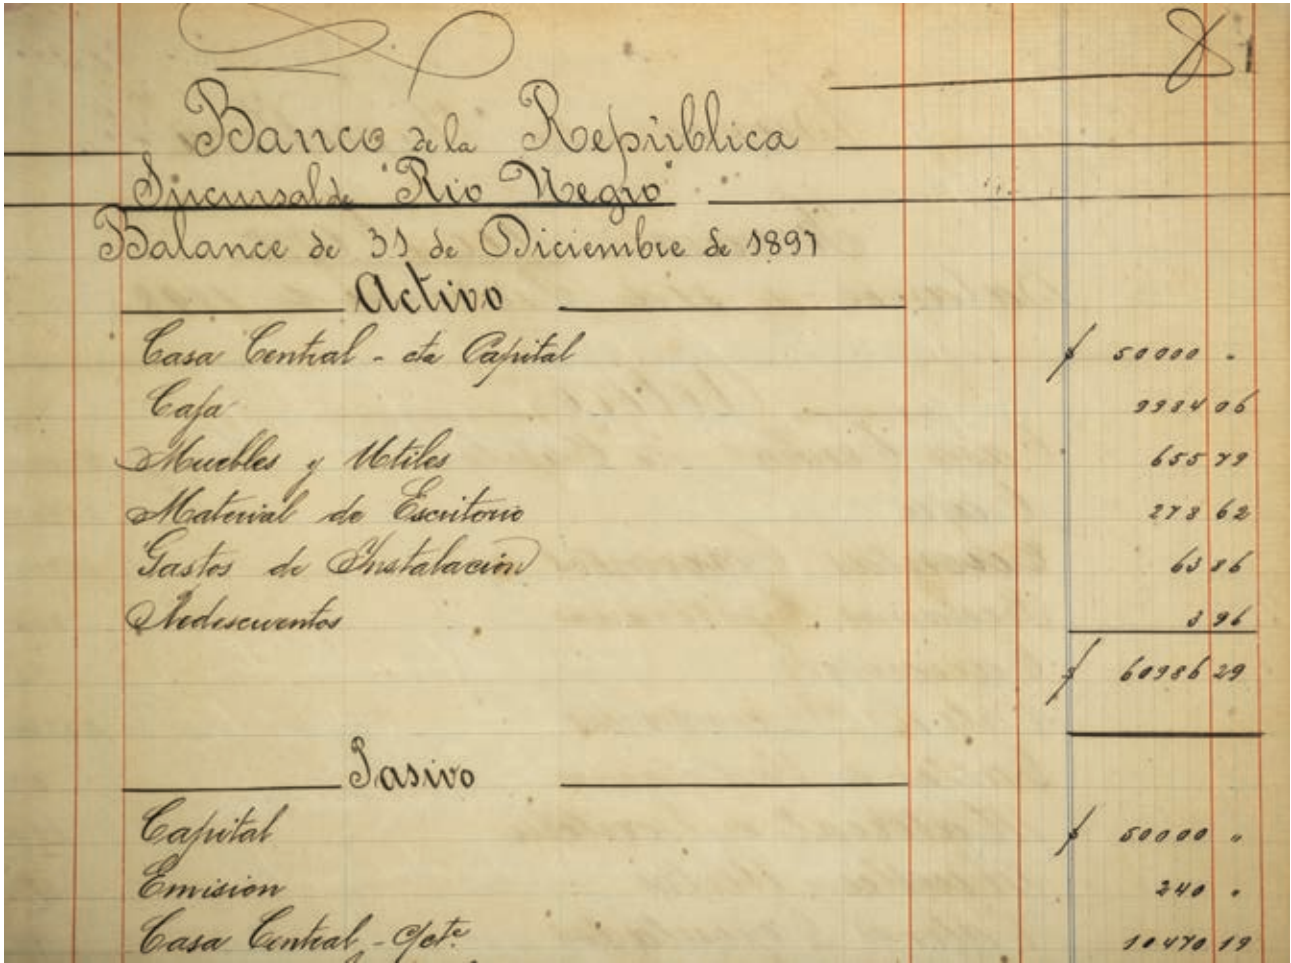 Banco de la República
Sucursal de "Rio Negro"
Balance de 31 de Diciembre de 1897
Activo
Casa Central - cta Capital $ 50000 "
Caja 9984 06
Muebles y Utiles 655 79
Material de Escritorio 278 62
Gastos de Instalación 63 86
Redescuentos 3 96
$ 60986 29
Pasivo
Capital $ 50000 "
Emision 240 "
Casa Central - c/cte. 10470 19